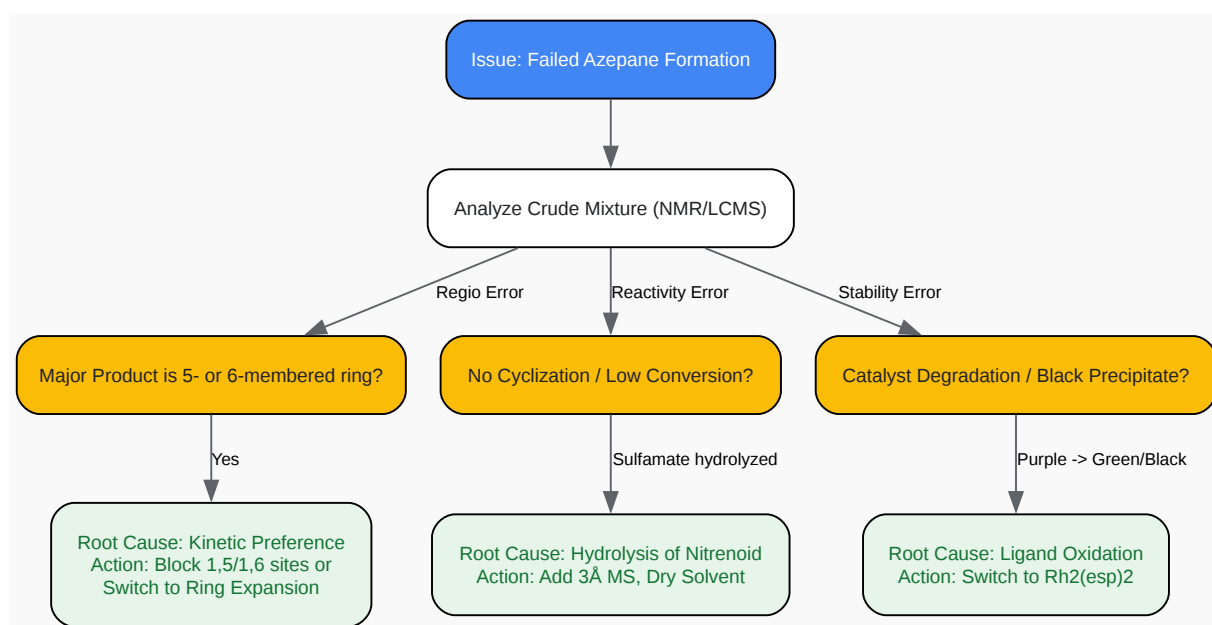 Issue: Failed Azepane Formation
Analyze Crude Mixture (NMR/LCMS)
Regio Error
Reactivity Error
Stability Error
Major Product is 5- or 6-membered ring?
No Cyclization / Low Conversion?
Catalyst Degradation / Black Precipitate?
Yes
Sulfamate hydrolyzed
Purple -> Green/Black
Root Cause: Kinetic Preference
Action: Block 1,5/1,6 sites or
Switch to Ring Expansion
Root Cause: Hydrolysis of Nitrenoid
Action: Add 3Å MS, Dry Solvent
Root Cause: Ligand Oxidation
Action: Switch to Rh2(esp)2